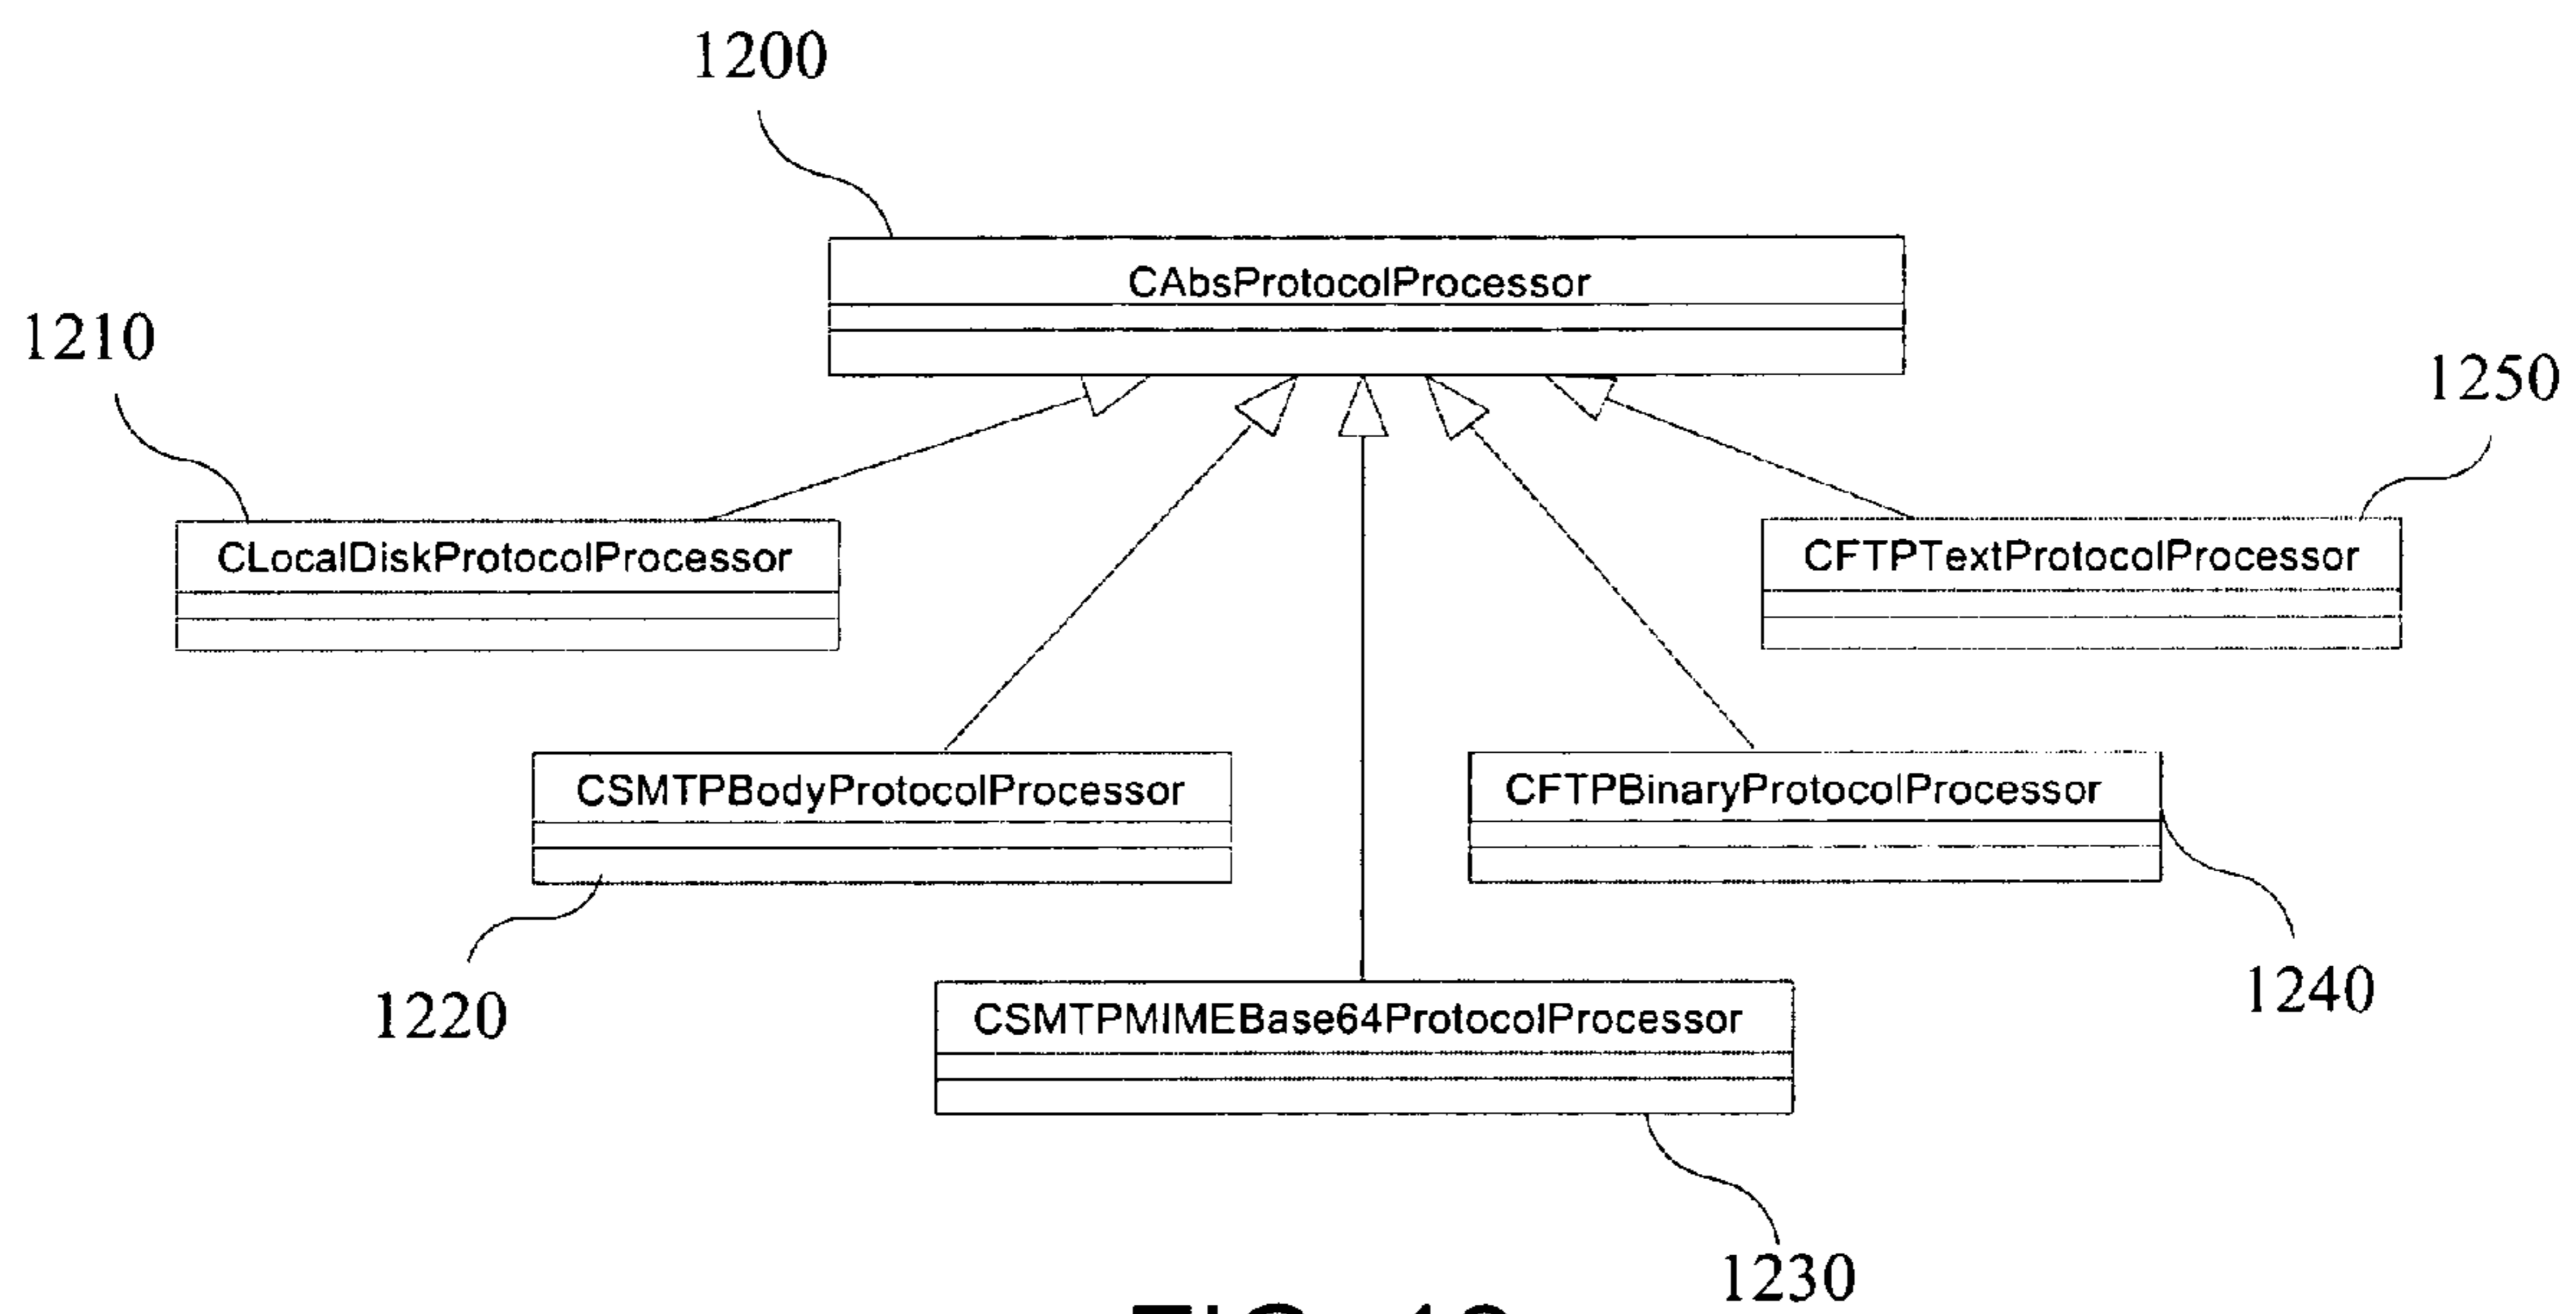 1200
CAbsProtocolProcessor
1210
1250
CLocalDiskProtocolProcessor
CFTPTextProtocolProcessor
CSMTPBodyProtocolProcessor
CFTPBinaryProtocolProcessor
1220
1240
CSMTPMIMEBase64ProtocolProcessor
1230